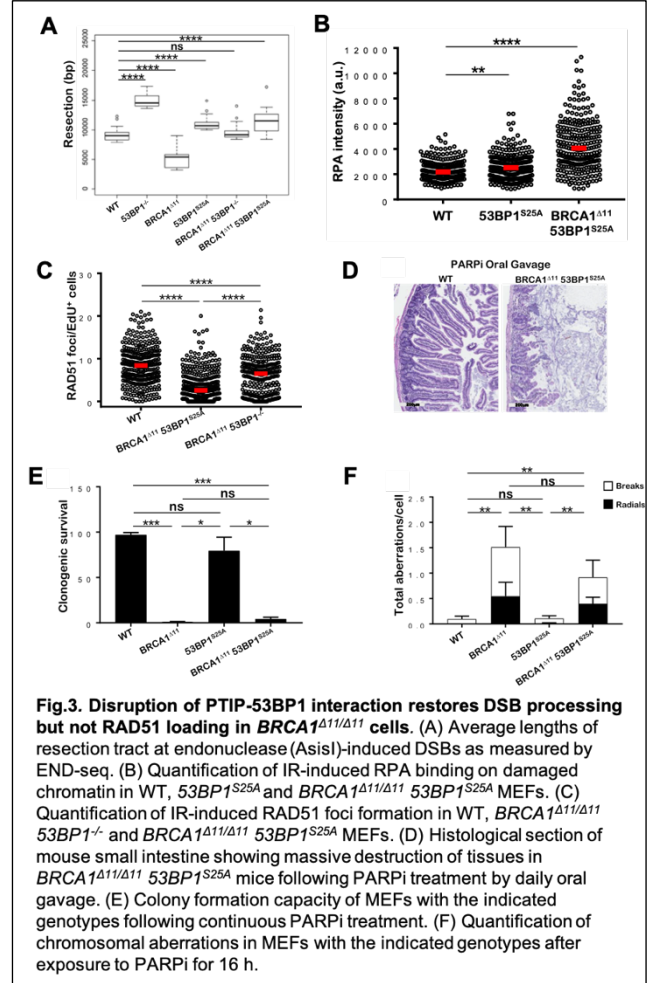 A
****
ns
****
****
****
Resection (bp)
25000
20000
15000
10000
5000
0
WT
53BP1-/-
BRCA1Δ11
53BP1S25A
BRCA1Δ11 53BP1-/-
BRCA1Δ11 53BP1S25A
B
****
**
RPA intensity (a.u.)
12000
10000
8000
6000
4000
2000
0
WT
53BP1S25A
BRCA1Δ11
53BP1S25A
C
****
**** ****
RAD51 foci/EdU+ cells
30
20
10
0
WT
BRCA1Δ11 53BP1S25A
BRCA1Δ11 53BP1-/-
D
PARPi Oral Gavage
WT BRCA1Δ11 53BP1S25A
E
***
ns
ns
*** * *
Clonogenic survival
150
100
50
0
WT
BRCA1Δ11
53BP1S25A
BRCA1Δ11 53BP1S25A
F
**
ns
ns
** ** **
Breaks
Radials
Total aberrations/cell
2.5
2.0
1.5
1.0
0.5
0.0
WT
BRCA1Δ11
53BP1S25A
BRCA1Δ11 53BP1S25A
Fig.3. Disruption of PTIP-53BP1 interaction restores DSB processing
but not RAD51 loading in BRCA1Δ11/Δ11 cells. (A) Average lengths of
resection tract at endonuclease (AsisI)-induced DSBs as measured by
END-seq. (B) Quantification of IR-induced RPA binding on damaged
chromatin in WT, 53BP1S25A and BRCA1Δ11/Δ11 53BP1S25A MEFs. (C)
Quantification of IR-induced RAD51 foci formation in WT, BRCA1Δ11/Δ11
53BP1-/- and BRCA1Δ11/Δ11 53BP1S25A MEFs. (D) Histological section of
mouse small intestine showing massive destruction of tissues in
BRCA1Δ11/Δ11 53BP1S25A mice following PARPi treatment by daily oral
gavage. (E) Colony formation capacity of MEFs with the indicated
genotypes following continuous PARPi treatment. (F) Quantification of
chromosomal aberrations in MEFs with the indicated genotypes after
exposure to PARPi for 16 h.